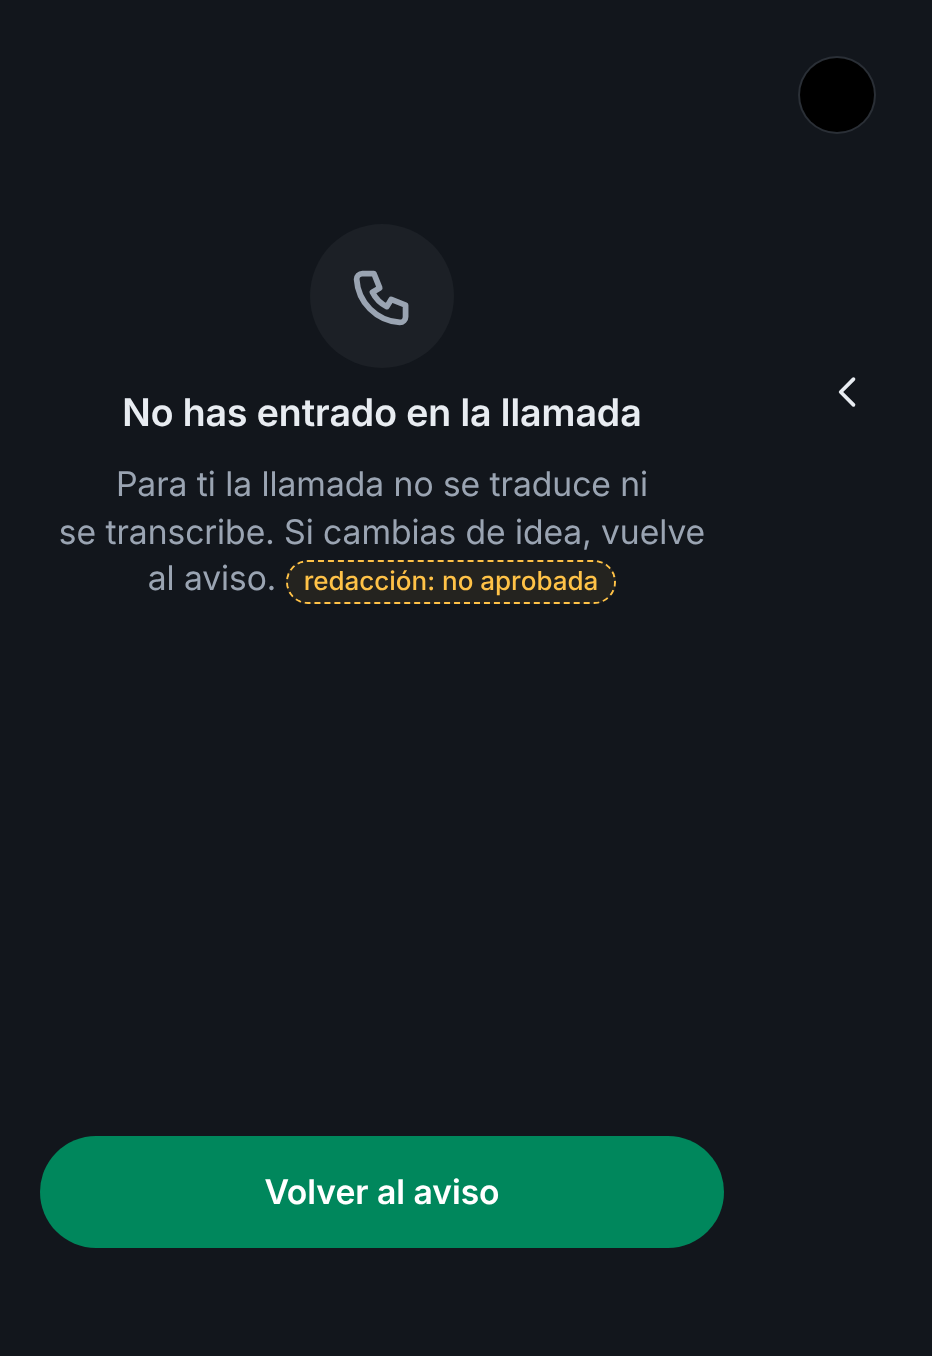 No has entrado en la llamada
Para ti la llamada no se traduce ni
se transcribe. Si cambias de idea, vuelve
al aviso. redacción: no aprobada
Volver al aviso